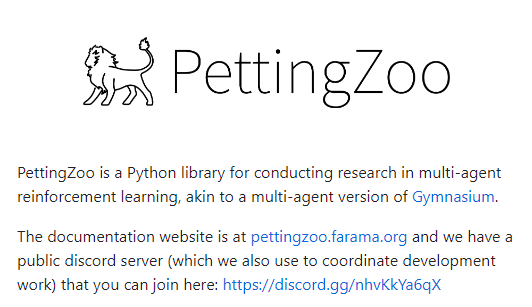 PettingZoo
PettingZoo is a Python library for conducting research in multi-agent
reinforcement learning, akin to a multi-agent version of Gymnasium.
The documentation website is at pettingzoo.farama.org and we have a
public discord server (which we also use to coordinate development
work) that you can join here: https://discord.gg/nhvKkYa6qX